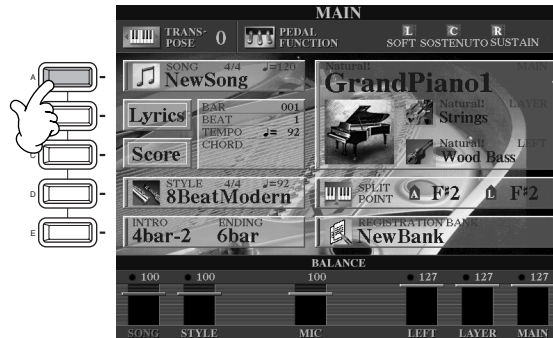 MAIN
TRANS-
POSE
0
PEDAL
FUNCTION
L C R
SOFT SOSTENUTO SUSTAIN
A
C
D
E
SONG 4/4 ♩=120
NewSong
Lyrics
Score
BAR 001
BEAT 1
TEMPO ♩= 92
CHORD
STYLE 4/4 ♩=92
8BeatModern
INTRO ENDING
4bar-2 6bar
Natural! MAIN
GrandPiano1
Natural! LAYER
Strings
Natural! LEFT
Wood Bass
SPLIT
POINT
A F#2 L F#2
REGISTRATION BANK
NewBank
BALANCE
100 100 100 127 127 127
SONG STYLE MIC LEFT LAYER MAIN